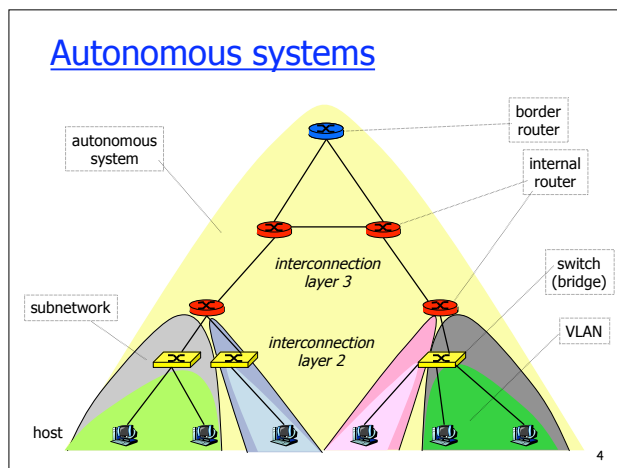 Autonomous systems
border
router
autonomous
system
internal
router
interconnection
layer 3
switch
(bridge)
subnetwork
interconnection
layer 2
VLAN
host
4